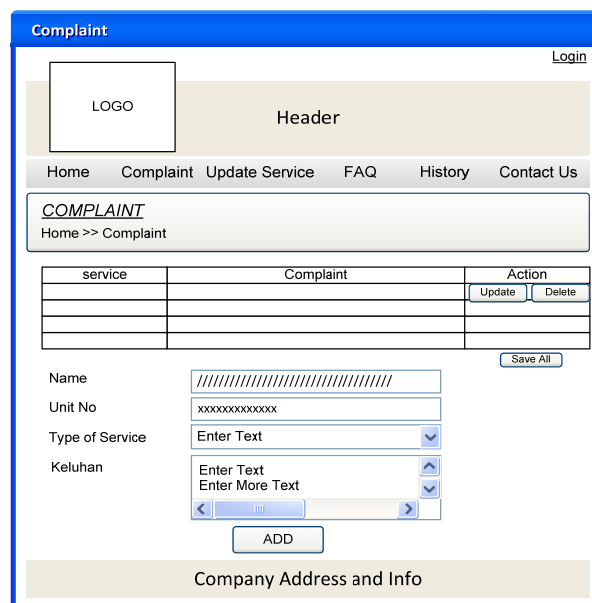 Complaint
Login
LOGO
Header
Home Complaint Update Service FAQ History Contact Us
COMPLAINT
Home >> Complaint
service Complaint Action
Update Delete
Save All
Name ////////////////////////////////////
Unit No xxxxxxxxxxxxx
Type of Service Enter Text
Keluhan Enter Text
Enter More Text
ADD
Company Address and Info